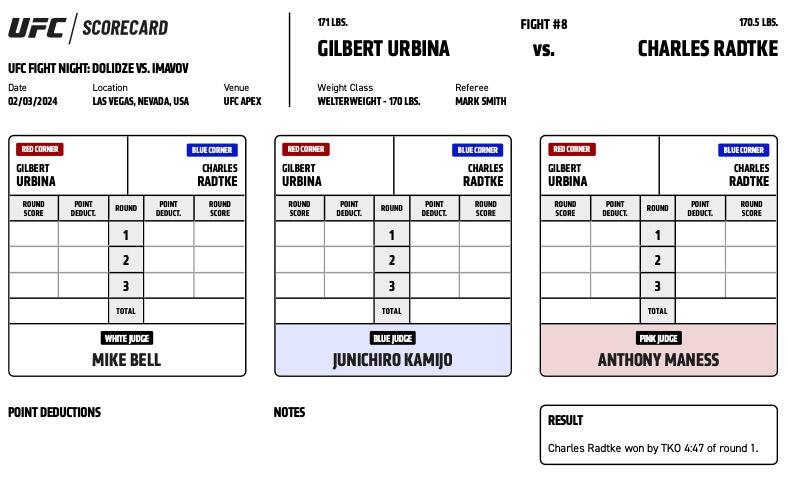 UFC SCORECARD
UFC FIGHT NIGHT: DOLIDZE VS. IMAVOV
Date Location Venue
02/03/2024 LAS VEGAS, NEVADA, USA UFC APEX
171 LBS. FIGHT #8 170.5 LBS.
GILBERT URBINA vs. CHARLES RADTKE
Weight Class Referee
WELTERWEIGHT - 170 LBS. MARK SMITH
RED CORNER BLUE CORNER
GILBERT CHARLES
URBINA RADTKE
ROUND POINT ROUND POINT ROUND
SCORE DEDUCT. DEDUCT. SCORE
1
2
3
TOTAL
WHITE JUDGE
MIKE BELL
RED CORNER BLUE CORNER
GILBERT CHARLES
URBINA RADTKE
ROUND POINT ROUND POINT ROUND
SCORE DEDUCT. DEDUCT. SCORE
1
2
3
TOTAL
BLUE JUDGE
JUNICHIRO KAMIJO
RED CORNER BLUE CORNER
GILBERT CHARLES
URBINA RADTKE
ROUND POINT ROUND POINT ROUND
SCORE DEDUCT. DEDUCT. SCORE
1
2
3
TOTAL
PINK JUDGE
ANTHONY MANESS
POINT DEDUCTIONS
NOTES
RESULT
Charles Radtke won by TKO 4:47 of round 1.